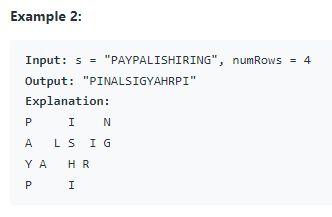 Example 2:
Input: s = "PAYPALISHIRING", numRows = 4
Output: "PINALSIGYAHRPI"
Explanation:
P     I    N
A   L S  I G
Y A   H R
P     I